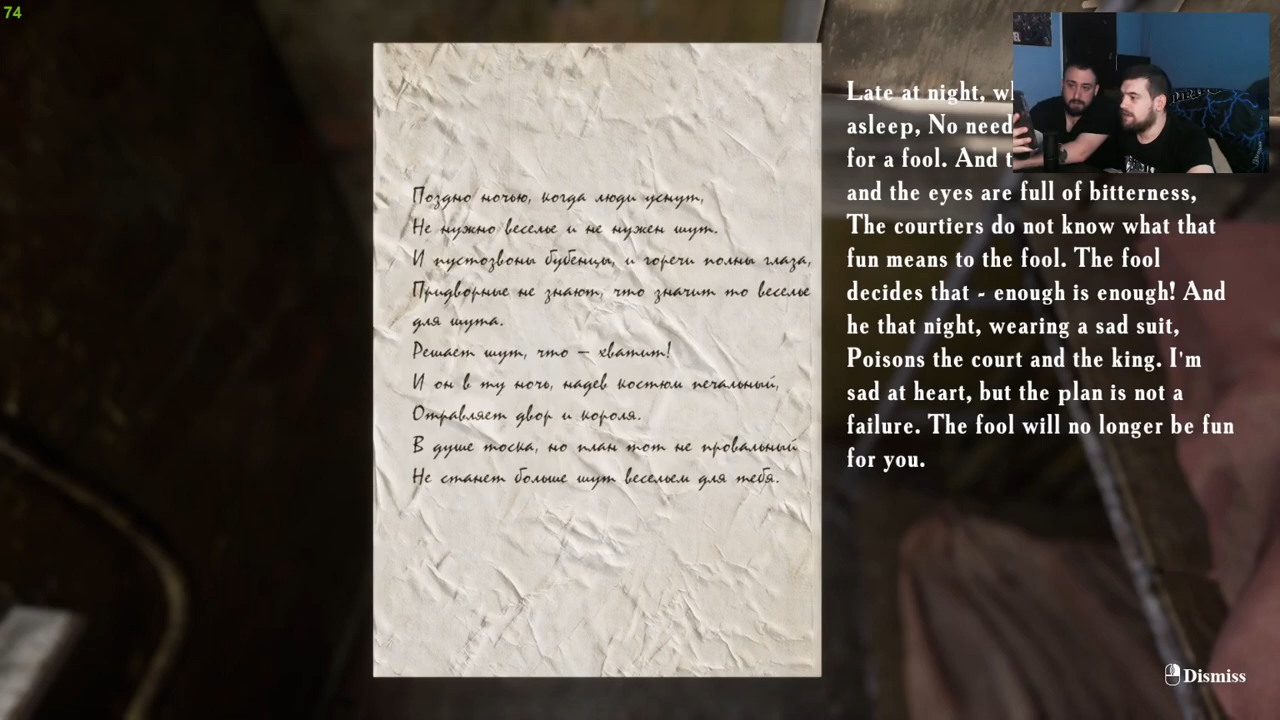 74
Поздно ночью, когда люди уснут,
Не нужно веселье и не нужен шут.
И пустозвоны бубенцы, и горечи полны глаза,
Придворные не знают, что значит то веселье
для шута.
Решает шут, что — хватит!
И он в ту ночь, надев костюм печальный,
Отравляет двор и короля.
В душе тоска, но план тот не провальный
Не станет больше шут весельем для тебя.
Late at night,
asleep, No need
for a fool. And
and the eyes are full of bitterness,
The courtiers do not know what that
fun means to the fool. The fool
decides that - enough is enough! And
he that night, wearing a sad suit,
Poisons the court and the king. I'm
sad at heart, but the plan is not a
failure. The fool will no longer be fun
for you.
Dismiss